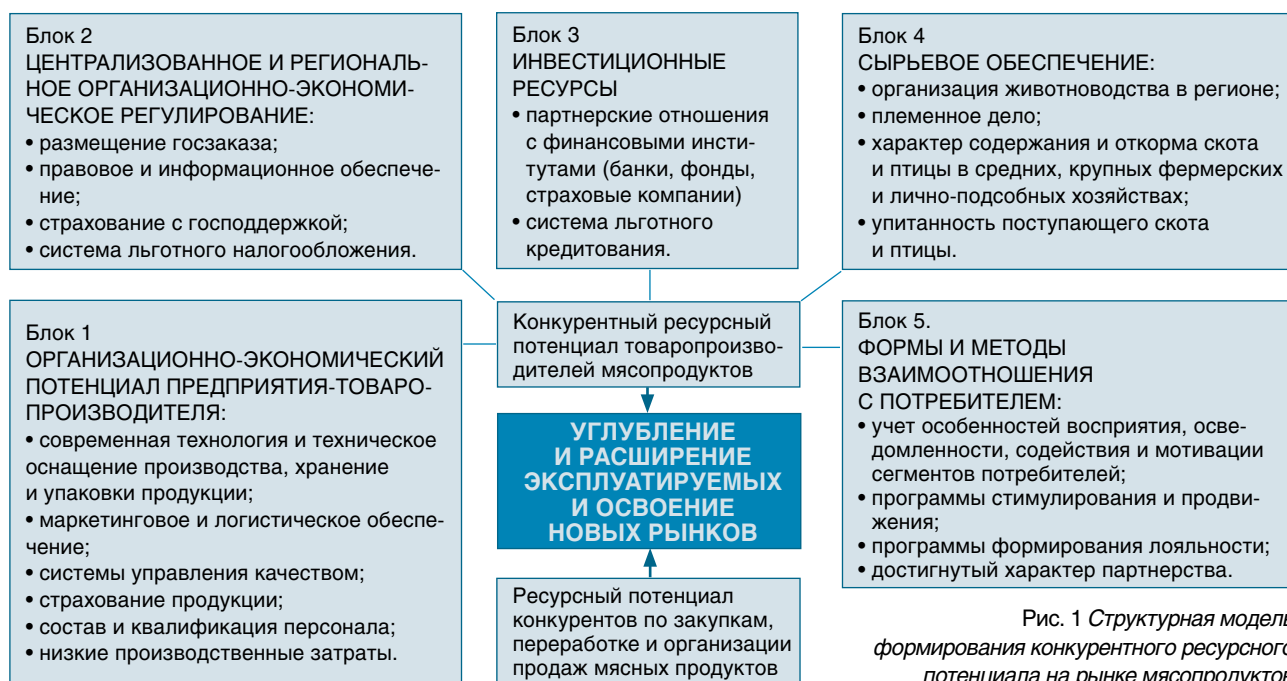 Блок 2
ЦЕНТРАЛИЗОВАННОЕ И РЕГИОНАЛЬ-
НОЕ ОРГАНИЗАЦИОННО-ЭКОНОМИ-
ЧЕСКОЕ РЕГУЛИРОВАНИЕ:
• размещение госзаказа;
• правовое и информационное обеспече-
ние;
• страхование с господдержкой;
• система льготного налогообложения.
Блок 3
ИНВЕСТИЦИОННЫЕ
РЕСУРСЫ
• партнерские отношения
с финансовыми инсти-
тутами (банки, фонды,
страховые компании)
• система льготного
кредитования.
Блок 4
СЫРЬЕВОЕ ОБЕСПЕЧЕНИЕ:
• организация животноводства в регионе;
• племенное дело;
• характер содержания и откорма скота
и птицы в средних, крупных фермерских
и лично-подсобных хозяйствах;
• упитанность поступающего скота
и птицы.
Блок 1
ОРГАНИЗАЦИОННО-ЭКОНОМИЧЕСКИЙ
ПОТЕНЦИАЛ ПРЕДПРИЯТИЯ-ТОВАРО-
ПРОИЗВОДИТЕЛЯ:
• современная технология и техническое
оснащение производства, хранение
и упаковки продукции;
• маркетинговое и логистическое обеспе-
чение;
• системы управления качеством;
• страхование продукции;
• состав и квалификация персонала;
• низкие производственные затраты.
Конкурентный ресурсный
потенциал товаропроизво-
дителей мясопродуктов
УГЛУБЛЕНИЕ
И РАСШИРЕНИЕ
ЭКСПЛУАТИРУЕМЫХ
И ОСВОЕНИЕ
НОВЫХ РЫНКОВ
Ресурсный потенциал
конкурентов по закупкам,
переработке и организации
продаж мясных продуктов
Блок 5.
ФОРМЫ И МЕТОДЫ
ВЗАИМООТНОШЕНИЯ
С ПОТРЕБИТЕЛЕМ:
• учет особенностей восприятия, осве-
домленности, содействия и мотивации
сегментов потребителей;
• программы стимулирования и продви-
жения;
• программы формирования лояльности;
• достигнутый характер партнерства.
Рис. 1 Структурная модель
формирования конкурентного ресурсного
потенциала на рынке мясопродуктов